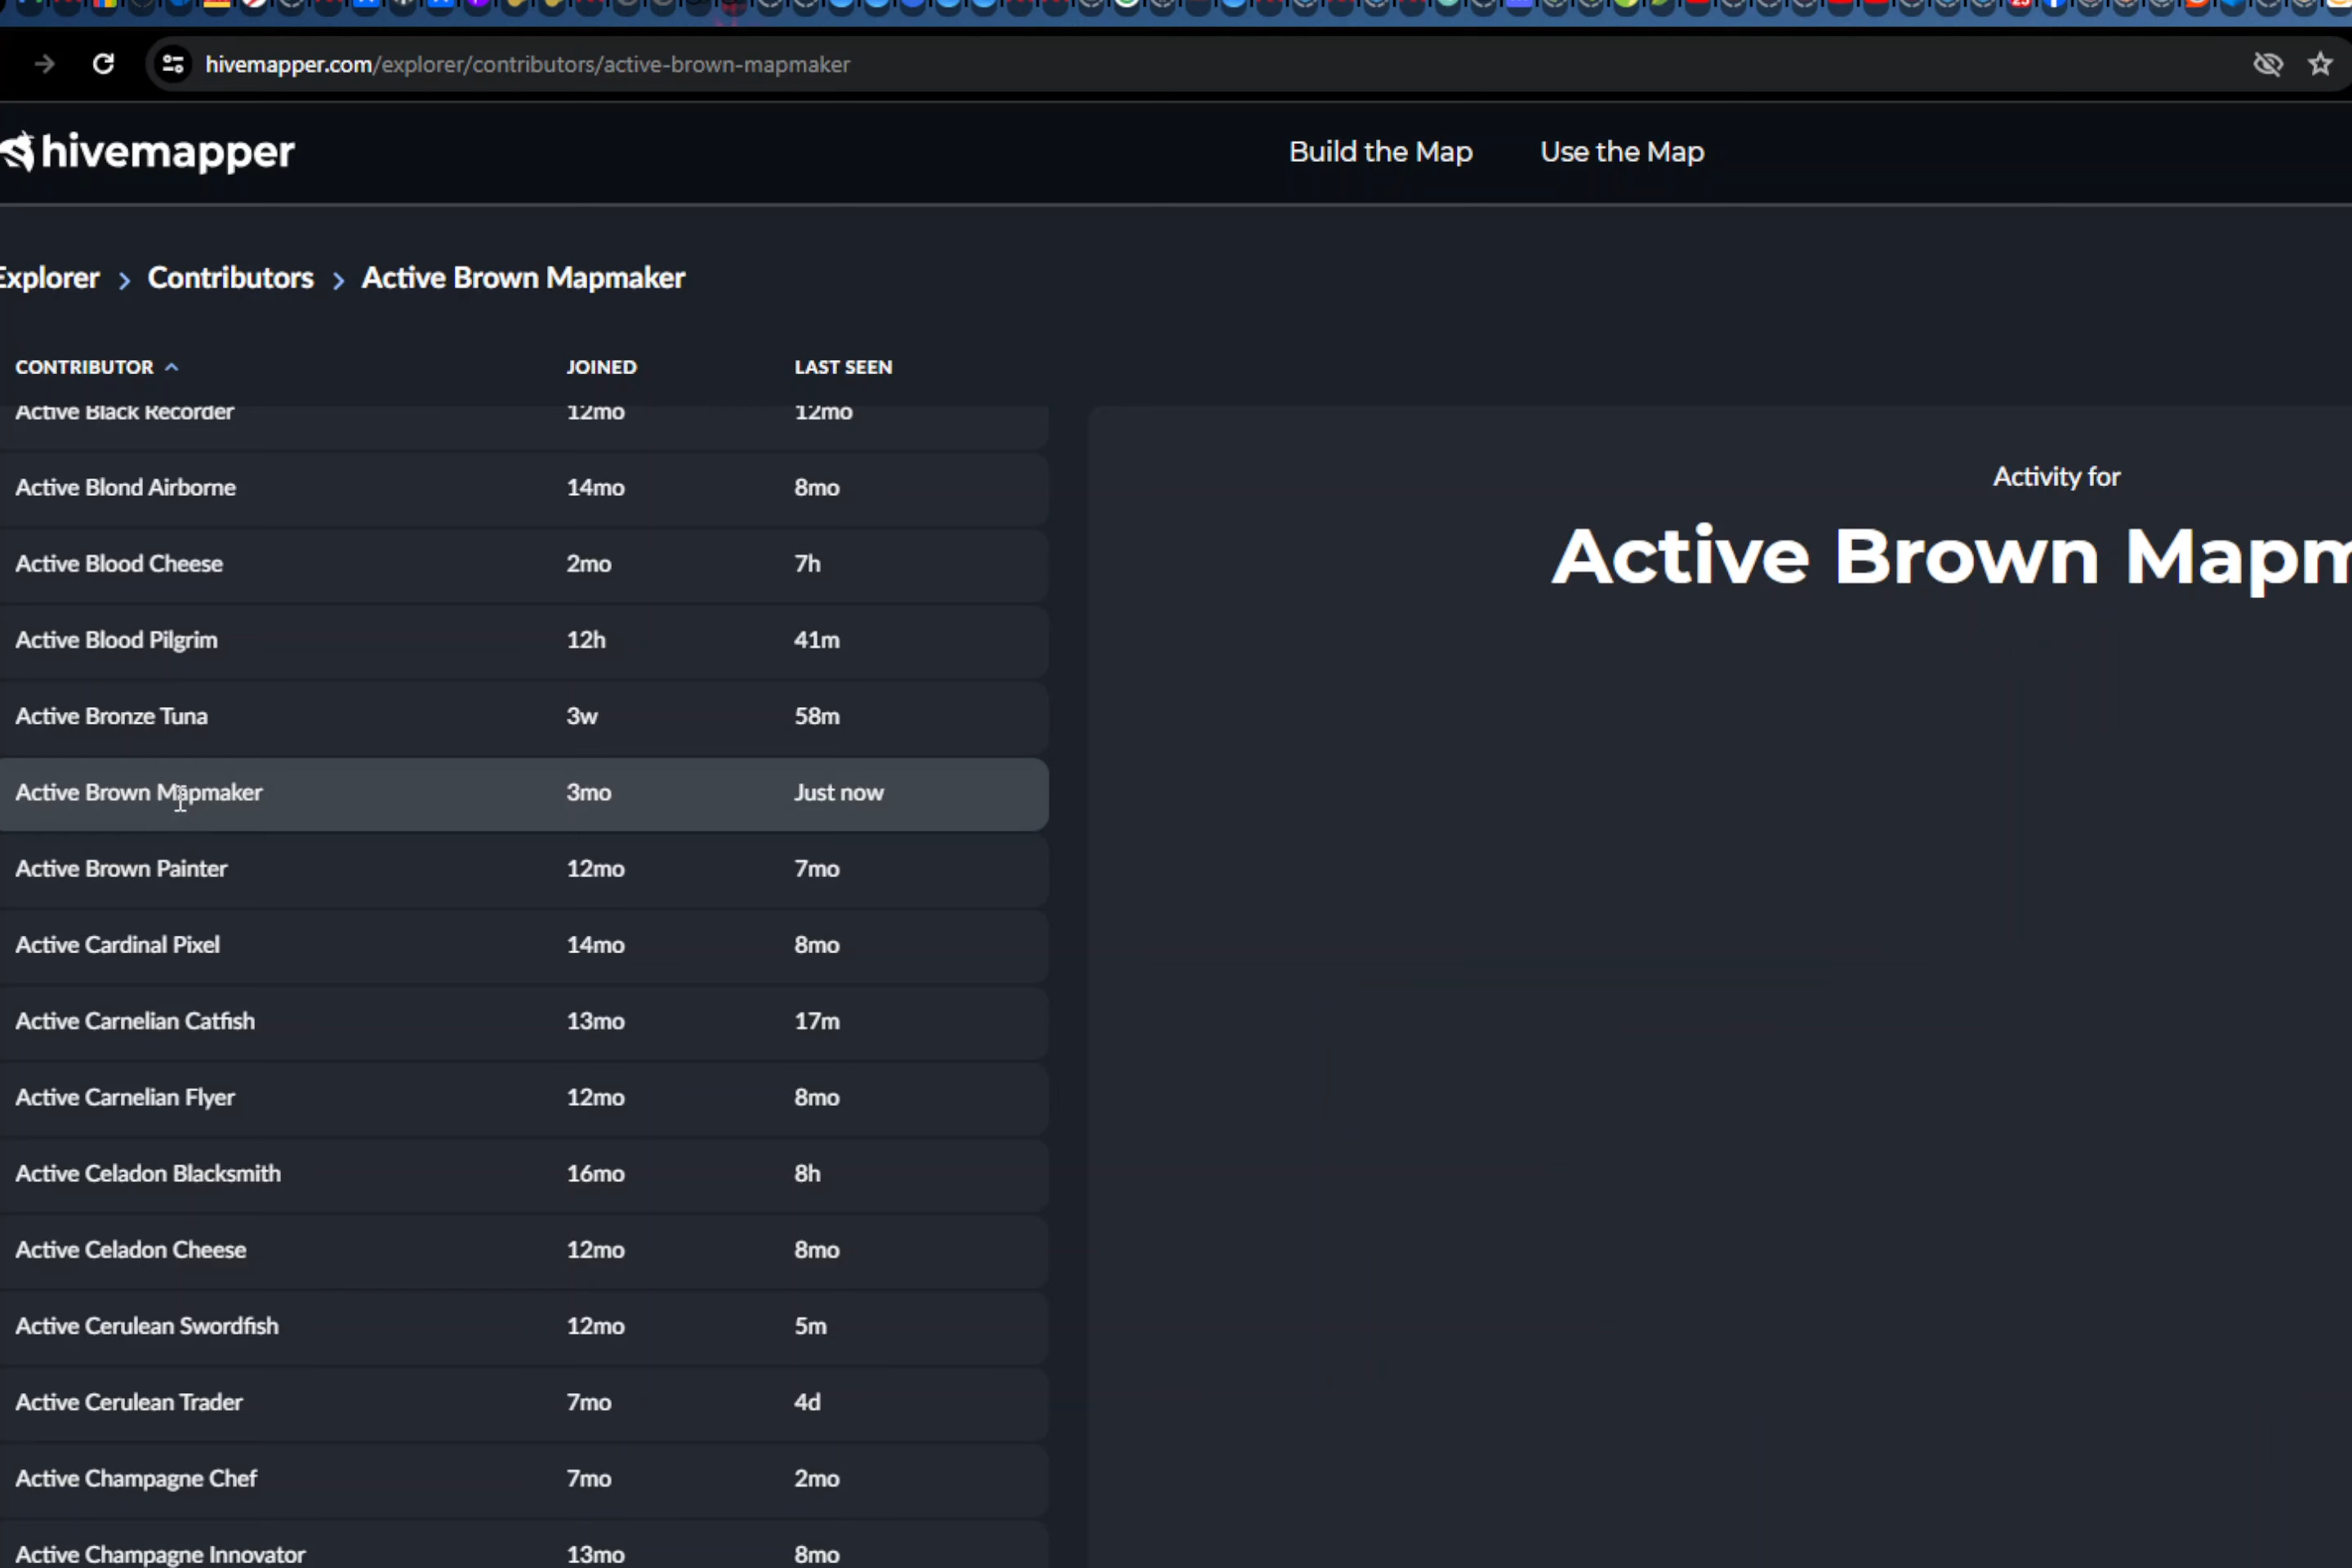 hivemapper.com/explorer/contributors/active-brown-mapmaker
hivemapper
Build the Map
Use the Map
Explorer > Contributors > Active Brown Mapmaker
CONTRIBUTOR JOINED LAST SEEN
Active Black Recorder 12mo 12mo
Active Blond Airborne 14mo 8mo
Active Blood Cheese 2mo 7h
Active Blood Pilgrim 12h 41m
Active Bronze Tuna 3w 58m
Active Brown Mapmaker 3mo Just now
Active Brown Painter 12mo 7mo
Active Cardinal Pixel 14mo 8mo
Active Carnelian Catfish 13mo 17m
Active Carnelian Flyer 12mo 8mo
Active Celadon Blacksmith 16mo 8h
Active Celadon Cheese 12mo 8mo
Active Cerulean Swordfish 12mo 5m
Active Cerulean Trader 7mo 4d
Active Champagne Chef 7mo 2mo
Active Champagne Innovator 13mo 8mo
Activity for
Active Brown Mapm